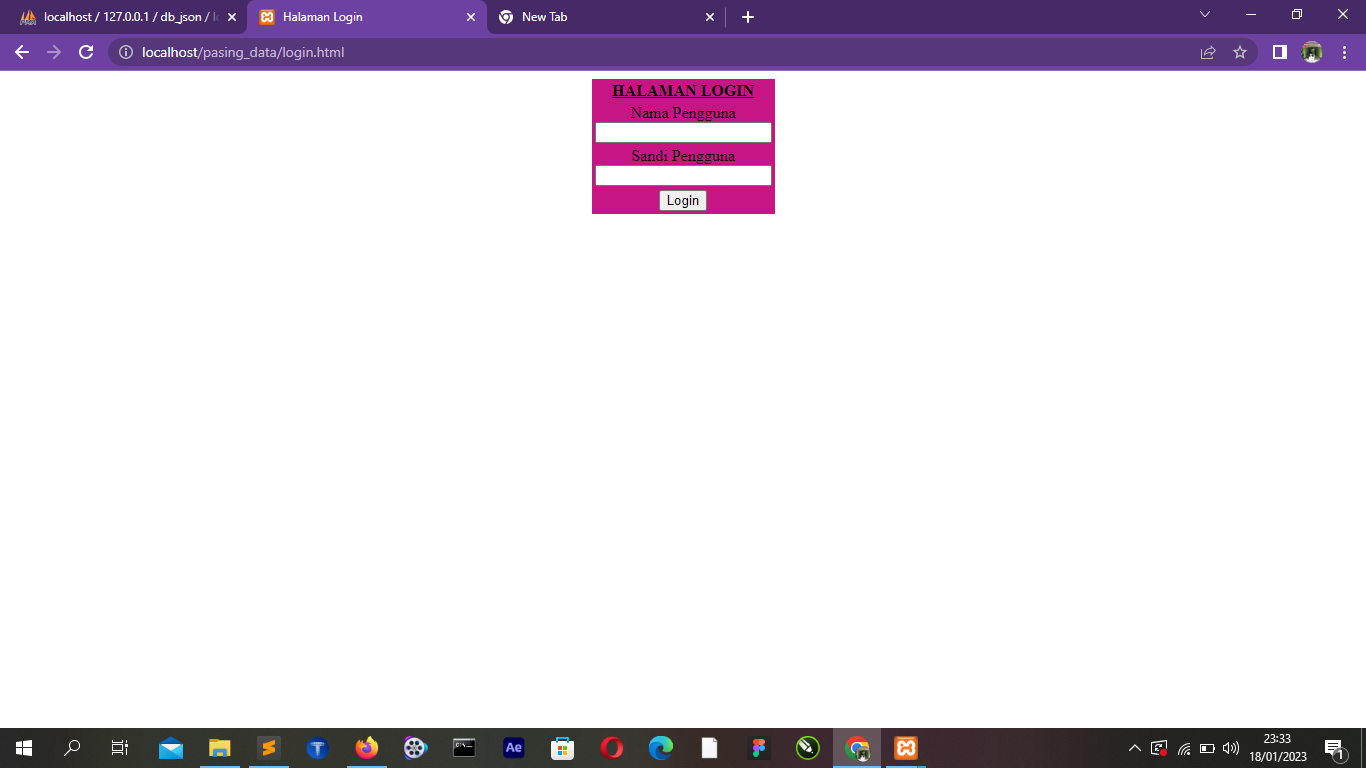 localhost / 127.0.0.1 / db_json /
Halaman Login
New Tab
localhost/pasing_data/login.html
HALAMAN LOGIN
Nama Pengguna
Sandi Pengguna
Login
Ae
23:33
18/01/2023
1